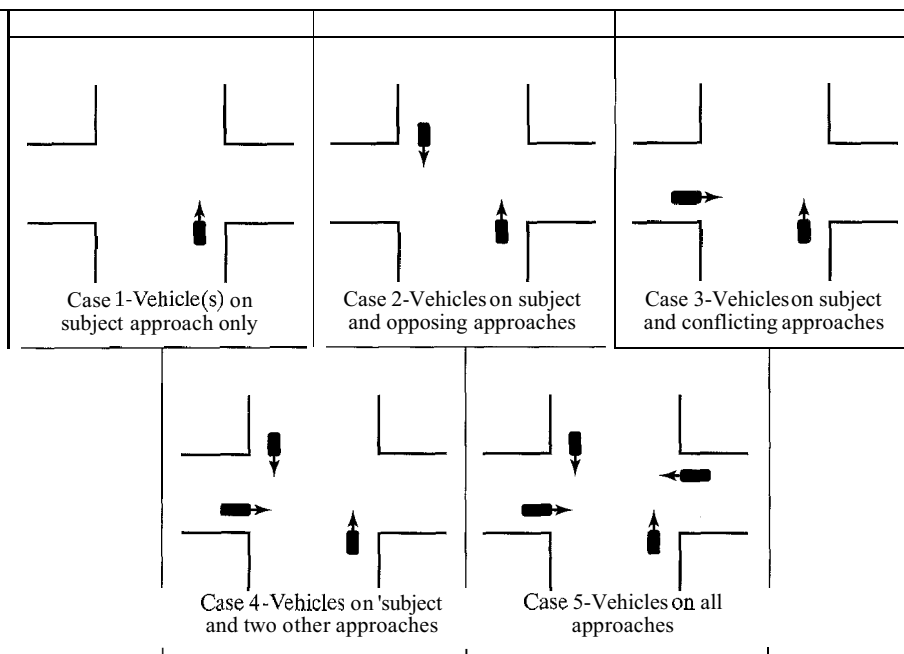 Case 1-Vehicle(s) on
subject approach only
Case 2-Vehicles on subject
and opposing approaches
Case 3-Vehicles on subject
and conflicting approaches
Case 4-Vehicles on 'subject
and two other approaches
Case 5-Vehicles on all
approaches